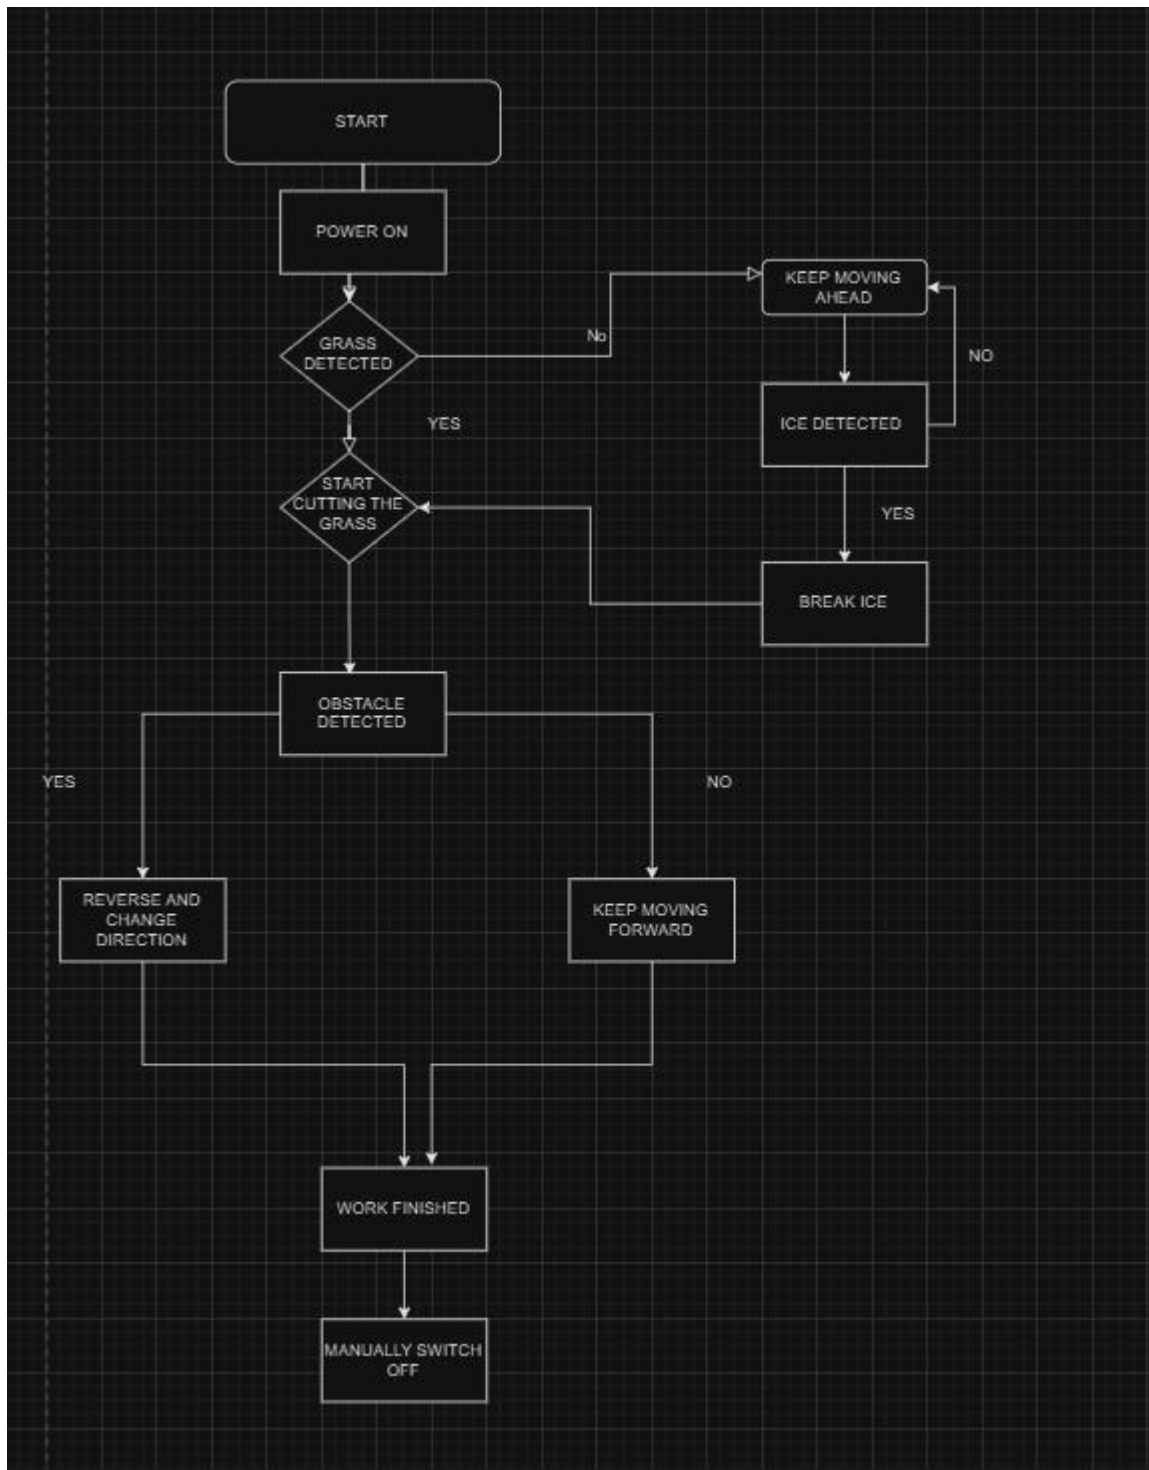 START
POWER ON
KEEP MOVING
AHEAD
GRASS
DETECTED
No
NO
YES
ICE DETECTED
START
CUTTING THE
GRASS
YES
BREAK ICE
OBSTACLE
DETECTED
YES
NO
REVERSE AND
CHANGE
DIRECTION
KEEP MOVING
FORWARD
WORK FINISHED
MANUALLY SWITCH
OFF